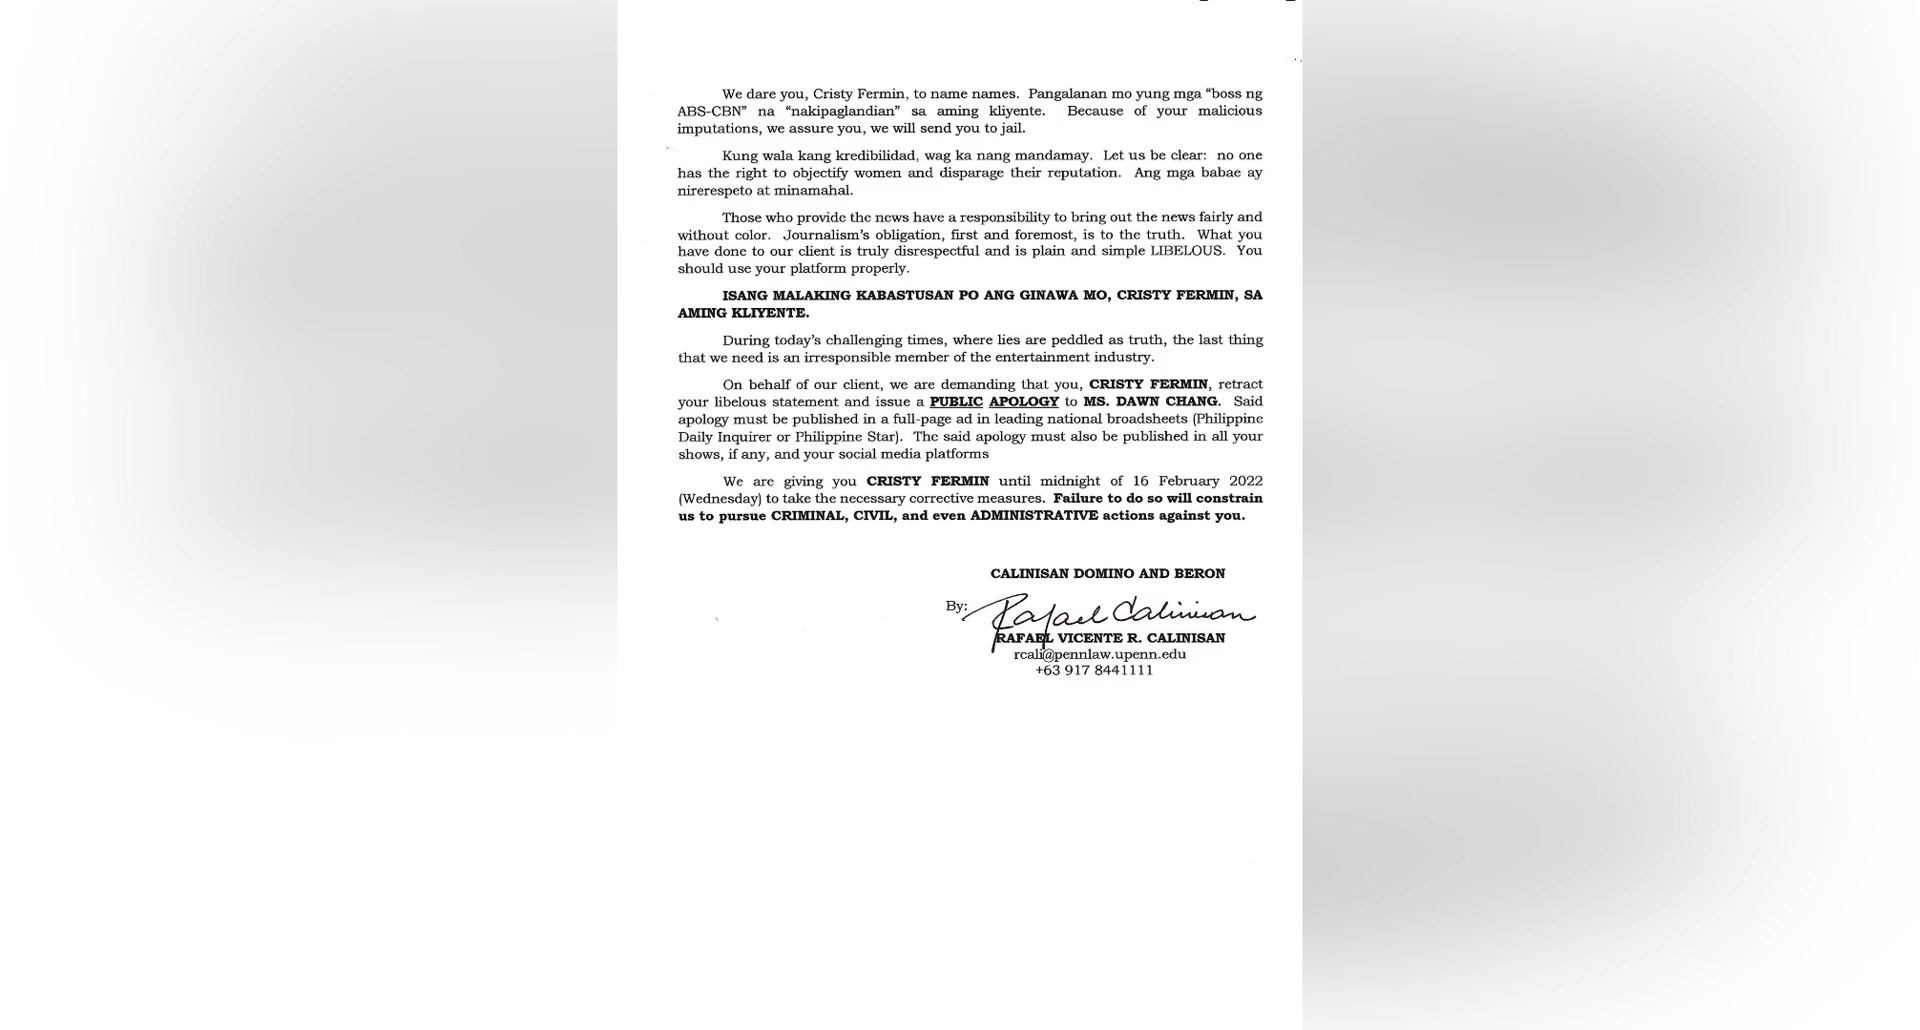 We dare you, Cristy Fermin, to name names. Pangalanan mo yung mga “boss ng
ABS-CBN” na “nakipaglandian” sa aming kliyente. Because of your malicious
imputations, we assure you, we will send you to jail.
Kung wala kang kredibilidad, wag ka nang mandamay. Let us be clear: no one
has the right to objectify women and disparage their reputation. Ang mga babae ay
nirerespeto at minamahal.
Those who provide the news have a responsibility to bring out the news fairly and
without color. Journalism’s obligation, first and foremost, is to the truth. What you
have done to our client is truly disrespectful and is plain and simple LIBELOUS. You
should use your platform properly.
ISANG MALAKING KABASTUSAN PO ANG GINAWA MO, CRISTY FERMIN, SA
AMING KLIYENTE.
During today’s challenging times, where lies are peddled as truth, the last thing
that we need is an irresponsible member of the entertainment industry.
On behalf of our client, we are demanding that you, CRISTY FERMIN, retract
your libelous statement and issue a PUBLIC APOLOGY to MS. DAWN CHANG. Said
apology must be published in a full-page ad in leading national broadsheets (Philippine
Daily Inquirer or Philippine Star). The said apology must also be published in all your
shows, if any, and your social media platforms
We are giving you CRISTY FERMIN until midnight of 16 February 2022
(Wednesday) to take the necessary corrective measures. Failure to do so will constrain
us to pursue CRIMINAL, CIVIL, and even ADMINISTRATIVE actions against you.
CALINISAN DOMINO AND BERON
By: Rafael Calinisan
RAFAEL VICENTE R. CALINISAN
rcali@pennlaw.upenn.edu
+63 917 8441111